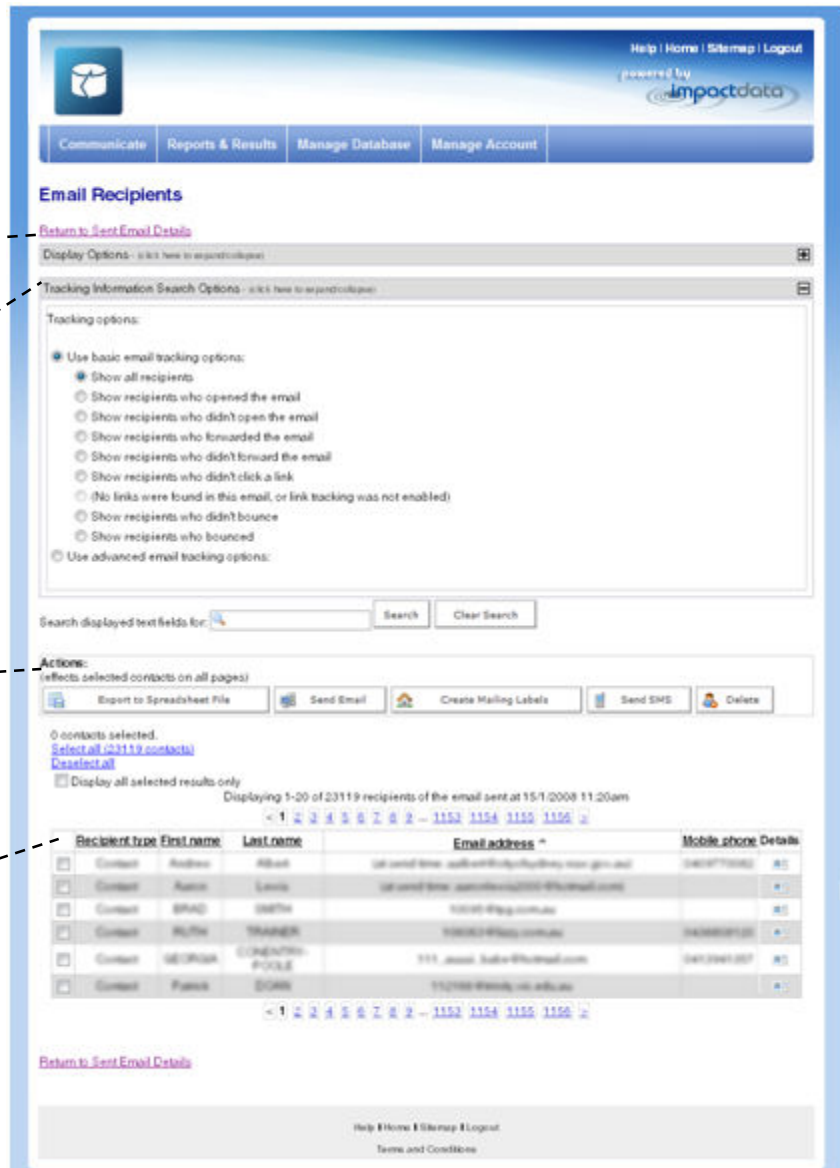 Help | Home | Sitemap | Logout
powered by
impactdata
Communicate Reports & Results Manage Database Manage Account
Email Recipients
Return to Sent Email Details
Display Options - (click here to expand/collapse)
Tracking Information Search Options - (click here to expand/collapse)
Tracking options:
Use basic email tracking options:
Show all recipients
Show recipients who opened the email
Show recipients who didn't open the email
Show recipients who forwarded the email
Show recipients who didn't forward the email
Show recipients who didn't click a link
(No links were found in this email, or link tracking was not enabled)
Show recipients who didn't bounce
Show recipients who bounced
Use advanced email tracking options:
Search displayed text fields for: Search Clear Search
Actions:
(effects selected contacts on all pages)
Export to Spreadsheet File Send Email Create Mailing Labels Send SMS Delete
0 contacts selected.
Select all (23119 contacts)
Deselect all
Display all selected results only
Displaying 1-20 of 23119 recipients of the email sent at 15/1/2008 11:20am
< 1 2 3 4 5 6 7 8 9 ... 1153 1154 1155 1156 >
Recipient type First name Last name Email address ^ Mobile phone Details
< 1 2 3 4 5 6 7 8 9 ... 1153 1154 1155 1156 >
Return to Sent Email Details
Help | Home | Sitemap | Logout
Terms and Conditions